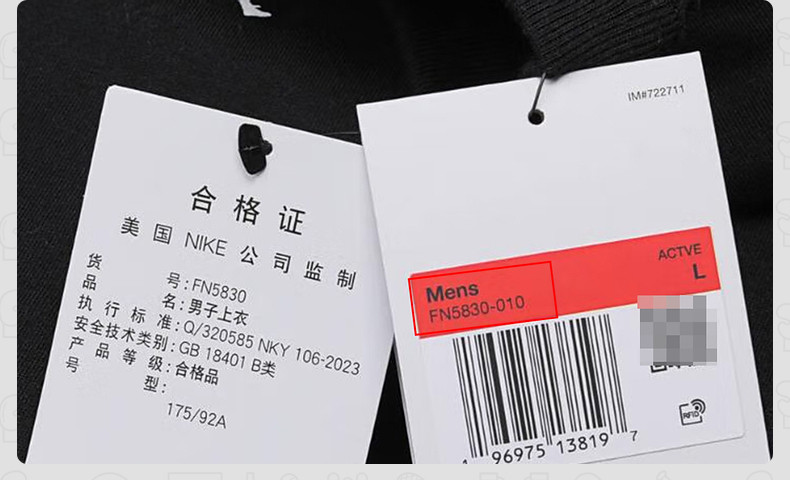 合格证
美国 NIKE 公司监制
货号:FN5830
品名:男子上衣
执行标准:Q/320585 NKY 106-2023
安全技术类别:GB 18401 B类
产品等级:合格品
号型:
175/92A
IM#722711
ACTVE
L
Mens
FN5830-010
1 96975 13819 7
RFID